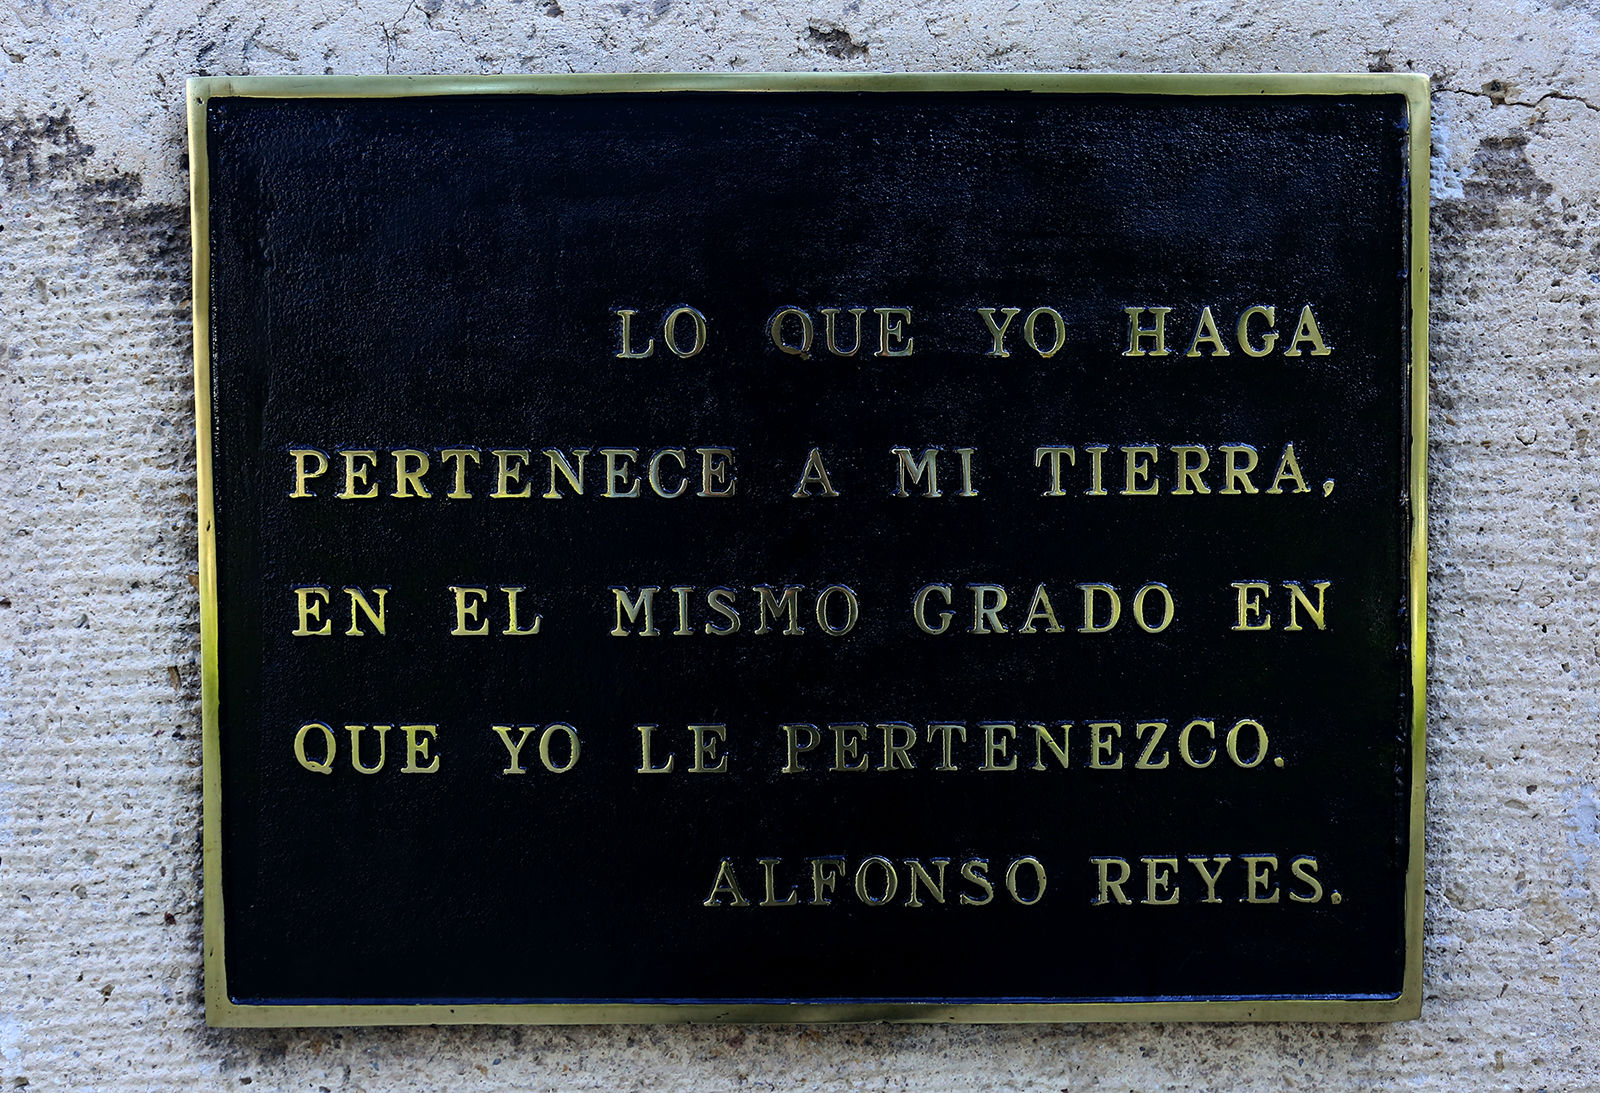 LO QUE YO HAGA
PERTENECE A MI TIERRA,
EN EL MISMO GRADO EN
QUE YO LE PERTENEZCO.
ALFONSO REYES.